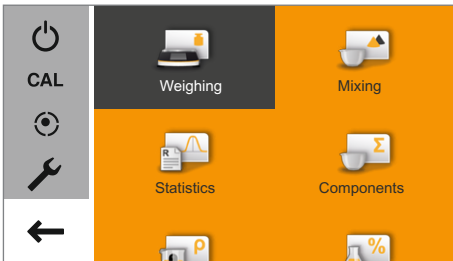 CAL
Weighing
Mixing
R
Σ
Statistics
Components
ρ
%